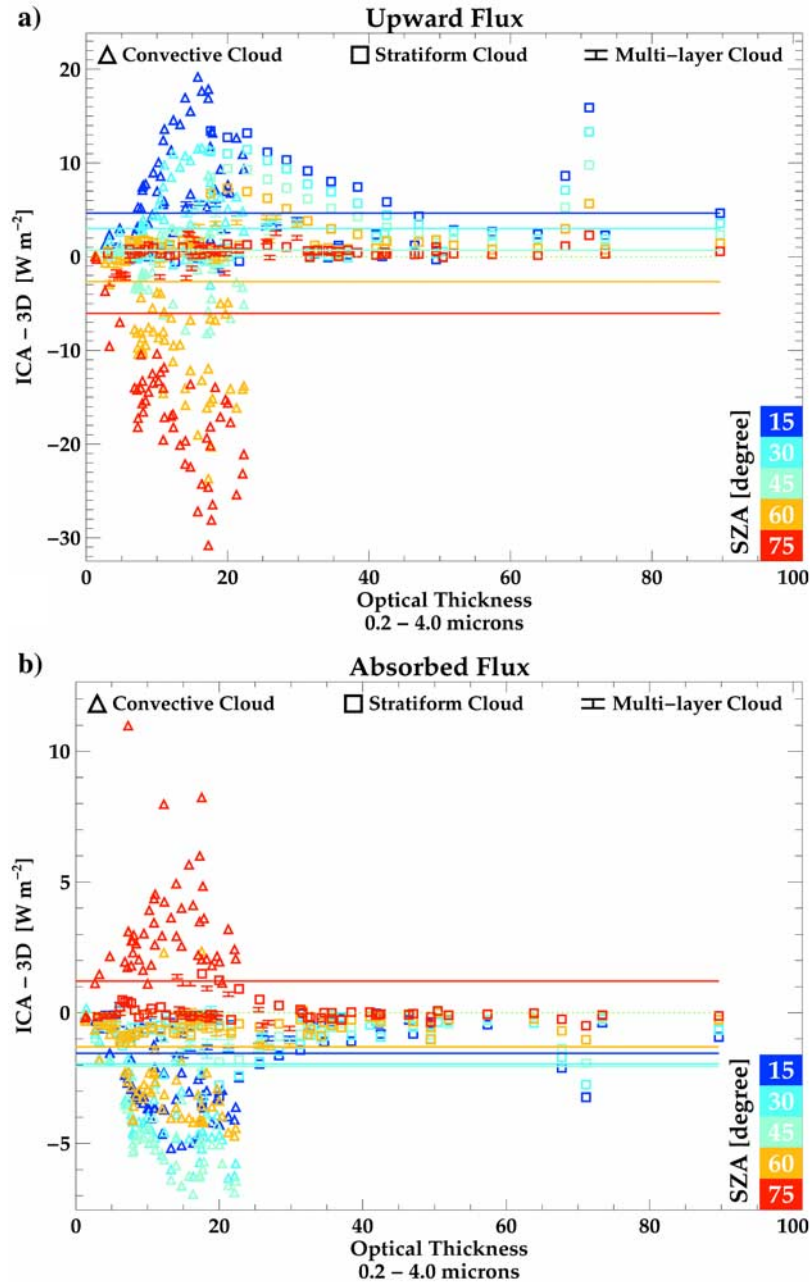 a)
Upward Flux
Convective Cloud
Stratiform Cloud
Multi–layer Cloud
20
10
0
–10
–20
–30
ICA – 3D [W m⁻²]
0
20
40
60
80
100
Optical Thickness
0.2 – 4.0 microns
SZA [degree]
15
30
45
60
75
b)
Absorbed Flux
Convective Cloud
Stratiform Cloud
Multi–layer Cloud
10
5
0
–5
ICA – 3D [W m⁻²]
0
20
40
60
80
100
Optical Thickness
0.2 – 4.0 microns
SZA [degree]
15
30
45
60
75